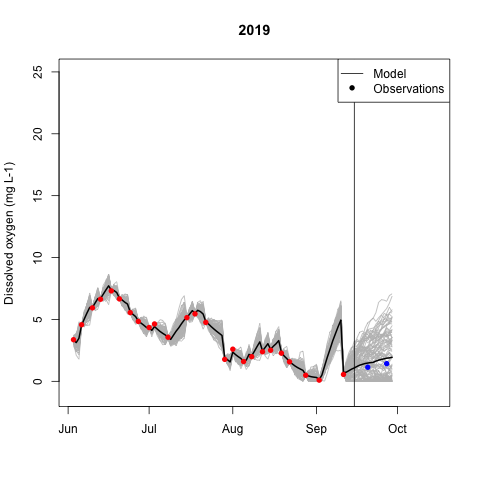 2019
Model
Observations
Dissolved oxygen (mg L-1)
25
20
15
10
5
0
Jun
Jul
Aug
Sep
Oct